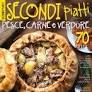 SECONDI piatti
PESCE, CARNE e VERDURE
70